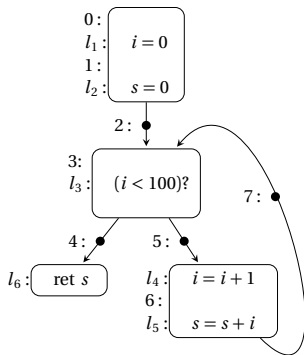 0:
l₁: i = 0
1:
l₂: s = 0
2:
3:
l₃: (i < 100)?
7:
4: 5:
l₆: ret s
l₄: i = i + 1
6:
l₅: s = s + i